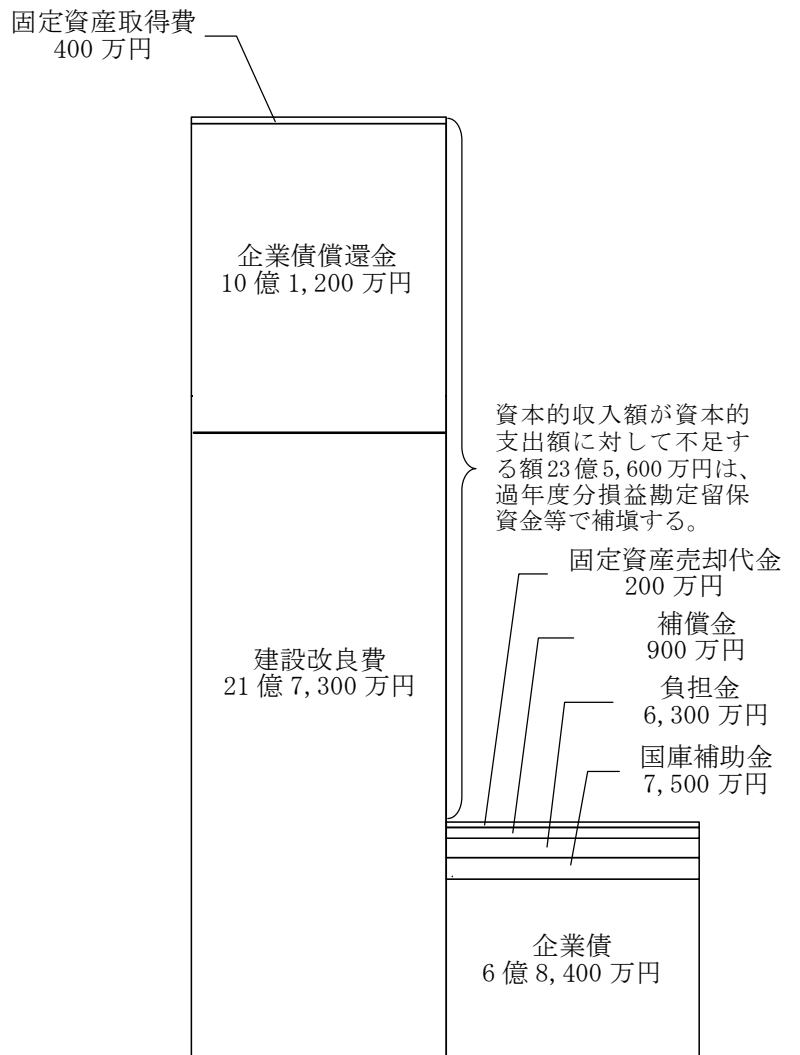 固定資産取得費
400 万円
企業債償還金
10 億 1,200 万円
資本的収入額が資本的
支出額に対して不足す
る額23億5,600万円は、
過年度分損益勘定留保
資金等で補塡する。
固定資産売却代金
200 万円
補償金
900 万円
建設改良費
21 億 7,300 万円
負担金
6,300 万円
国庫補助金
7,500 万円
企業債
6 億 8,400 万円